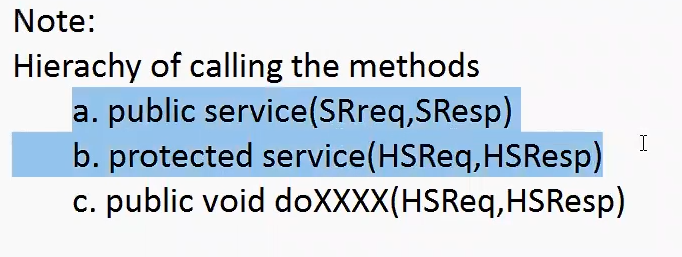 Note:
Hierachy of calling the methods
a. public service(SRreq,SResp)
b. protected service(HSReq,HSResp)
c. public void doXXXX(HSReq,HSResp)